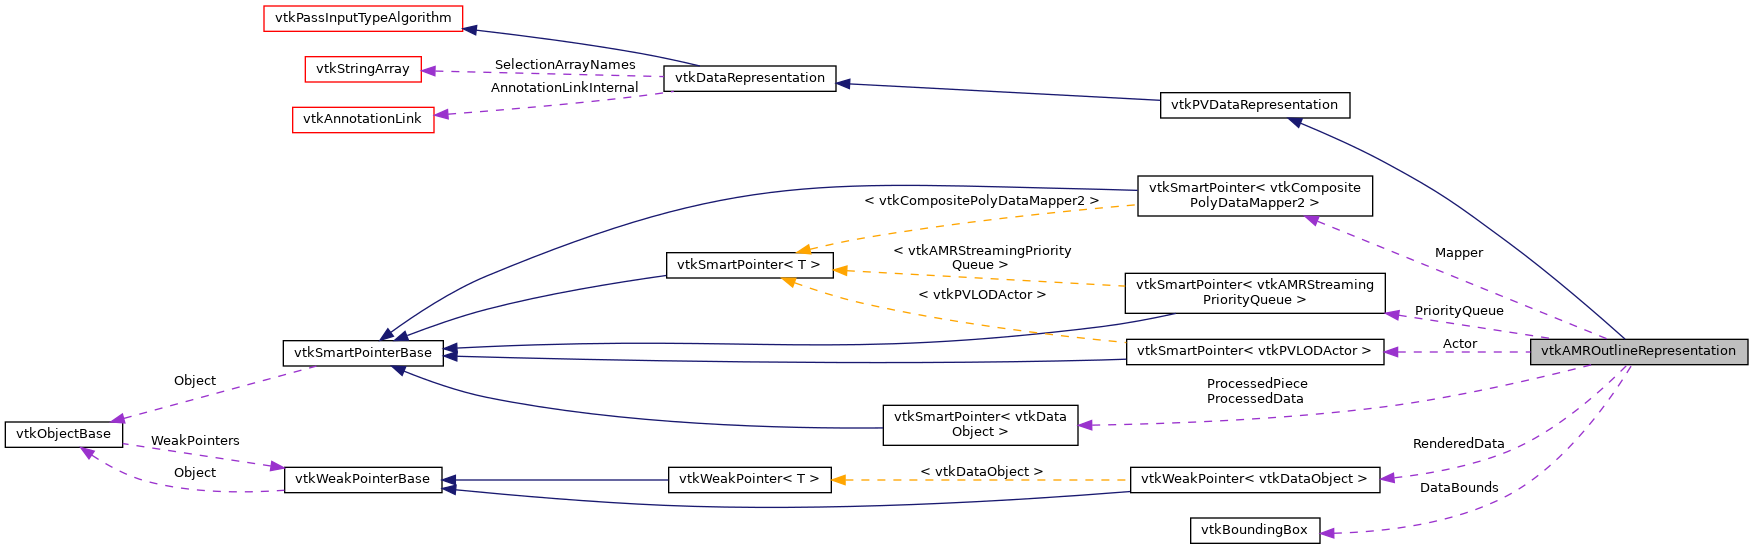 vtkPassInputTypeAlgorithm
vtkStringArray
SelectionArrayNames
vtkDataRepresentation
AnnotationLinkInternal
vtkAnnotationLink
vtkPVDataRepresentation
vtkSmartPointer< vtkComposite
PolyDataMapper2 >
< vtkCompositePolyDataMapper2 >
Mapper
< vtkAMRStreamingPriority
Queue >
vtkSmartPointer< T >
vtkSmartPointer< vtkAMRStreaming
PriorityQueue >
< vtkPVLODActor >
PriorityQueue
vtkSmartPointerBase
vtkSmartPointer< vtkPVLODActor >
Actor
vtkAMROutlineRepresentation
Object
ProcessedPiece
ProcessedData
vtkSmartPointer< vtkData
Object >
vtkObjectBase
WeakPointers
RenderedData
Object
vtkWeakPointerBase
vtkWeakPointer< T >
< vtkDataObject >
vtkWeakPointer< vtkDataObject >
DataBounds
vtkBoundingBox